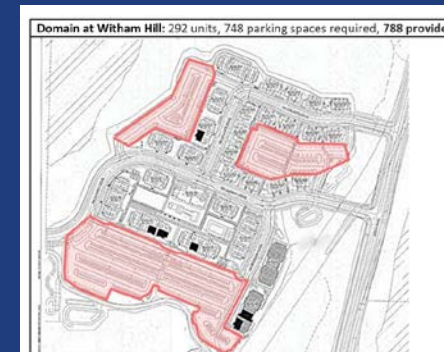 Domain at Witham Hill: 292 units, 748 parking spaces required, 788 provide